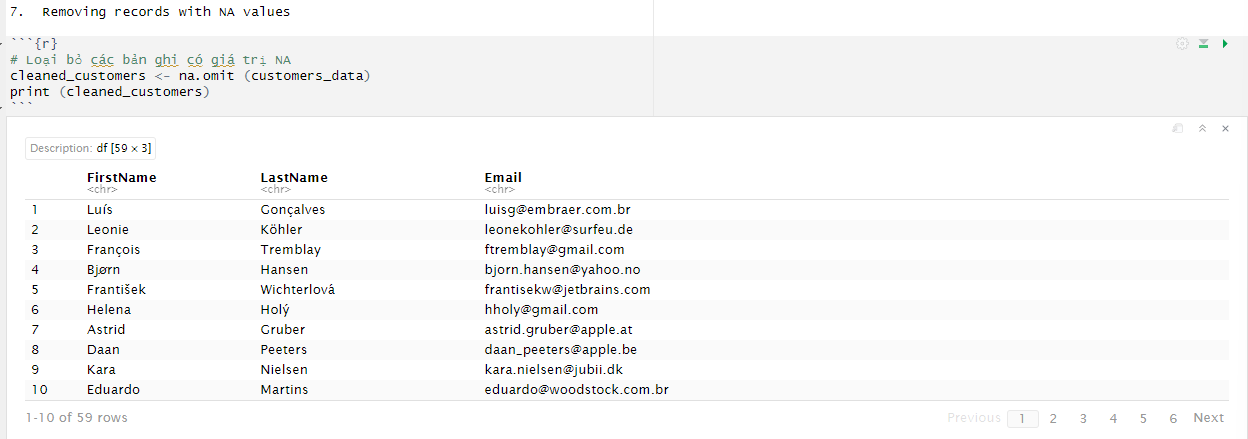 7. Removing records with NA values
```{r}
# Loại bỏ các bản ghi có giá trị NA
cleaned_customers <- na.omit (customers_data)
print (cleaned_customers)
```
Description: df [59 × 3]
FirstName LastName Email
<chr> <chr> <chr>
1 Luís Gonçalves luisg@embraer.com.br
2 Leonie Köhler leonekohler@surfeu.de
3 François Tremblay ftremblay@gmail.com
4 Bjørn Hansen bjorn.hansen@yahoo.no
5 František Wichterlová frantisekw@jetbrains.com
6 Helena Holý hholy@gmail.com
7 Astrid Gruber astrid.gruber@apple.at
8 Daan Peeters daan_peeters@apple.be
9 Kara Nielsen kara.nielsen@jubii.dk
10 Eduardo Martins eduardo@woodstock.com.br
1-10 of 59 rows Previous 1 2 3 4 5 6 Next